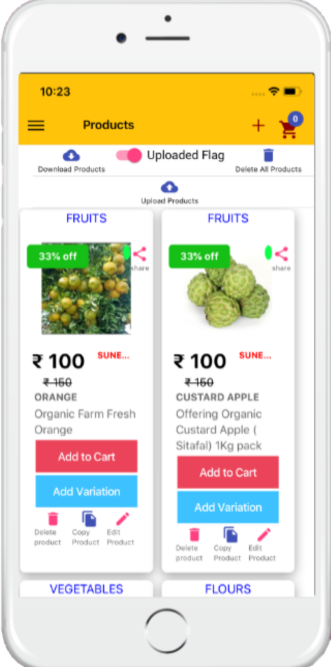 10:23
Products
0
Download Products
Uploaded Flag
Delete All Products
Upload Products
FRUITS
33% off
share
₹ 100
SUNE...
₹ 150
ORANGE
Organic Farm Fresh
Orange
Add to Cart
Add Variation
Delete
product
Copy
Product
Edit
Product
FRUITS
33% off
share
₹ 100
SUNE...
₹ 150
CUSTARD APPLE
Offering Organic
Custard Apple (
Sitafal) 1Kg pack
Add to Cart
Add Variation
Delete
product
Copy
Product
Edit
Product
VEGETABLES
FLOURS